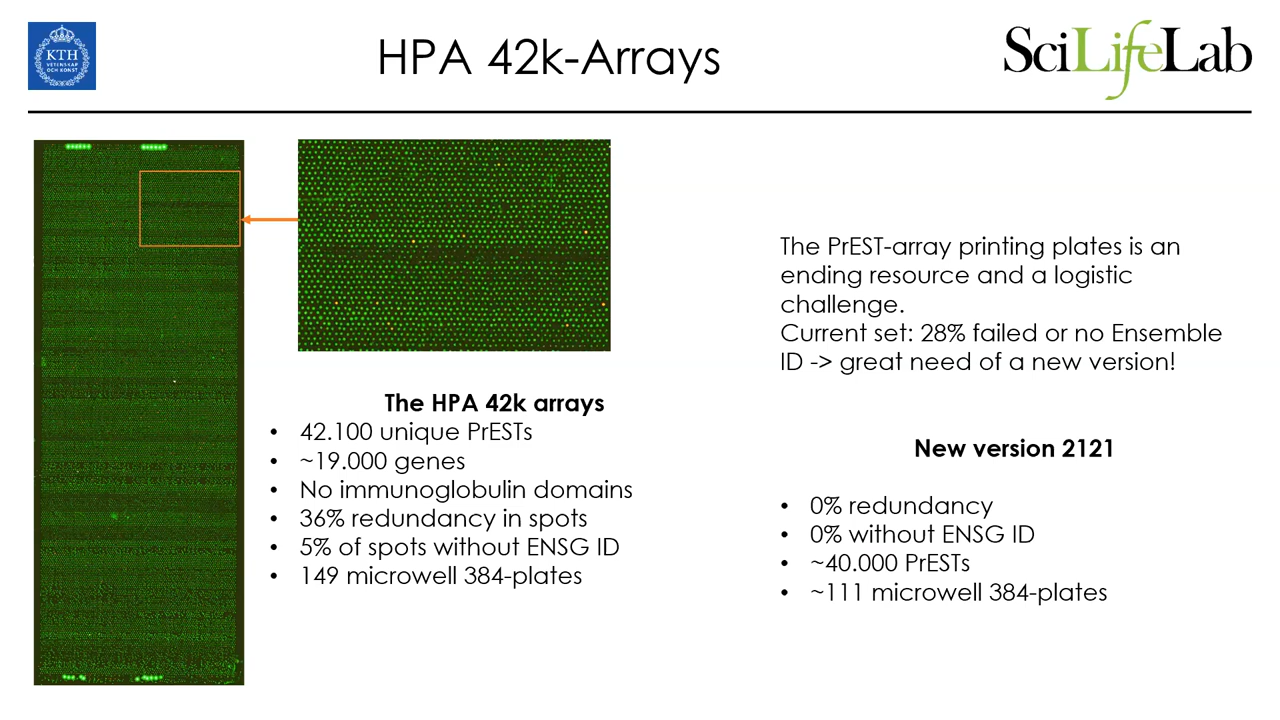 KTH
VETENSKAP
OCH KONST
HPA 42k-Arrays
SciLifeLab
The PrEST-array printing plates is an
ending resource and a logistic
challenge.
Current set: 28% failed or no Ensemble
ID -> great need of a new version!
The HPA 42k arrays
• 42.100 unique PrESTs
• ~19.000 genes
• No immunoglobulin domains
• 36% redundancy in spots
• 5% of spots without ENSG ID
• 149 microwell 384-plates
New version 2121
• 0% redundancy
• 0% without ENSG ID
• ~40.000 PrESTs
• ~111 microwell 384-plates